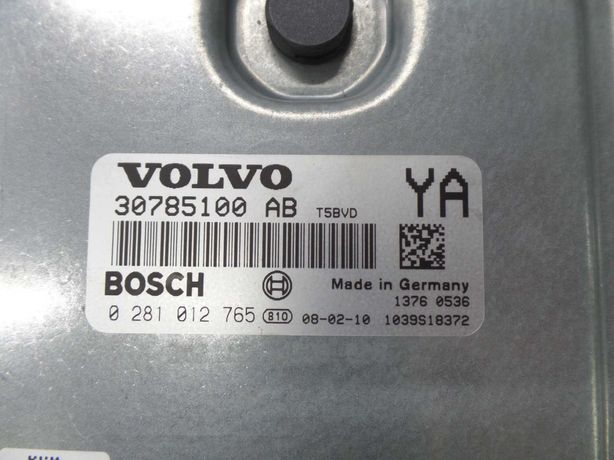 VOLVO
30785100 AB T5BVD
YA
BOSCH
Made in Germany
1376 0536
0 281 012 765 810 08-02-10 1039S18372